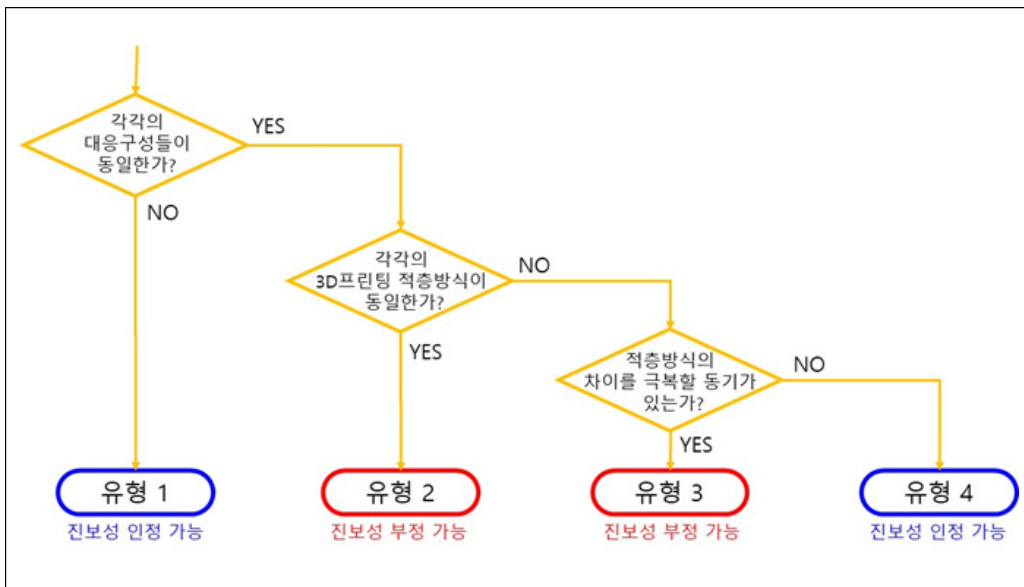 각각의
대응구성들이
동일한가?
YES
NO
각각의
3D프린팅 적층방식이
동일한가?
NO
YES
적층방식의
차이를 극복할 동기가
있는가?
NO
YES
유형 1
진보성 인정 가능
유형 2
진보성 부정 가능
유형 3
진보성 부정 가능
유형 4
진보성 인정 가능